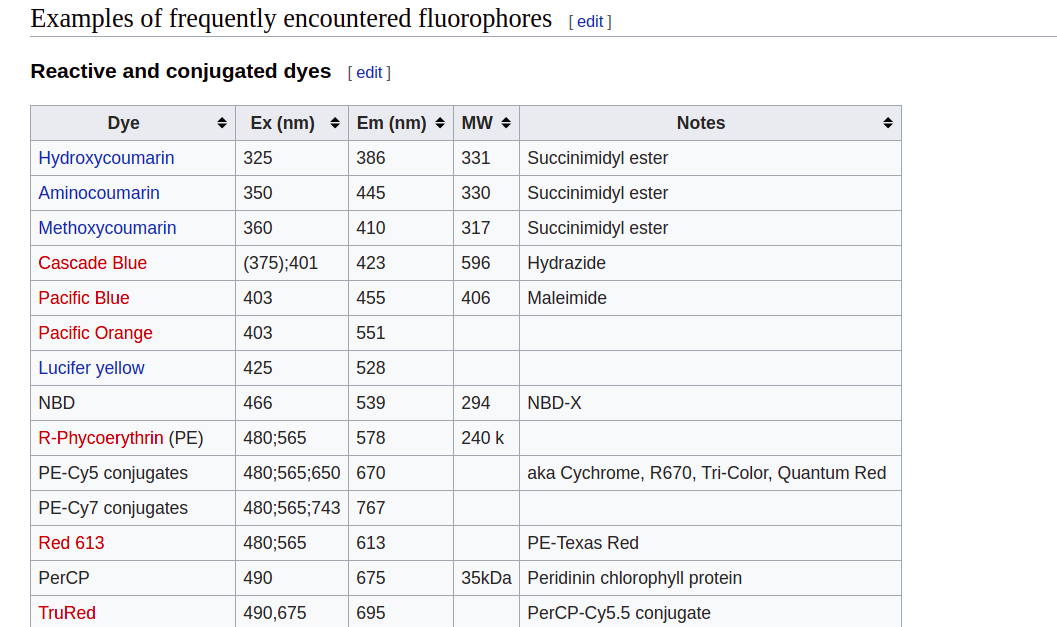 Examples of frequently encountered fluorophores [ edit ]
Reactive and conjugated dyes [ edit ]
Dye Ex (nm) Em (nm) MW Notes
Hydroxycoumarin 325 386 331 Succinimidyl ester
Aminocoumarin 350 445 330 Succinimidyl ester
Methoxycoumarin 360 410 317 Succinimidyl ester
Cascade Blue (375);401 423 596 Hydrazide
Pacific Blue 403 455 406 Maleimide
Pacific Orange 403 551
Lucifer yellow 425 528
NBD 466 539 294 NBD-X
R-Phycoerythrin (PE) 480;565 578 240 k
PE-Cy5 conjugates 480;565;650 670 aka Cychrome, R670, Tri-Color, Quantum Red
PE-Cy7 conjugates 480;565;743 767
Red 613 480;565 613 PE-Texas Red
PerCP 490 675 35kDa Peridinin chlorophyll protein
TruRed 490,675 695 PerCP-Cy5.5 conjugate